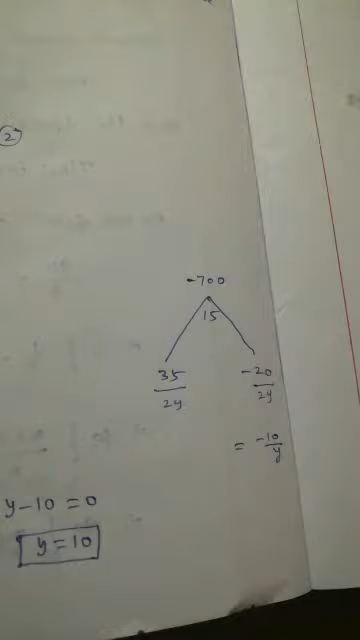 2
-700
15
35/2y -20/2y
= -10/y
y-10 = 0
y = 10